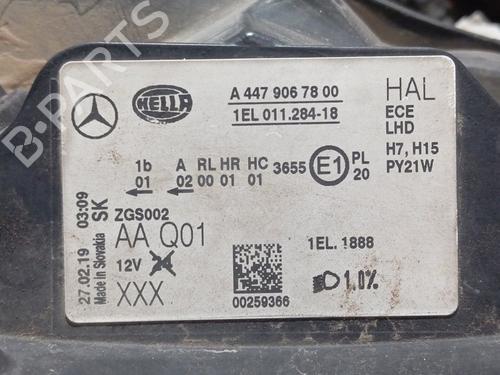 HELLA
A 447 906 78 00
1EL 011.284-18
HAL
ECE
LHD
H7, H15
PY21W
1b A RL HR HC
01 02 00 01 01
3655 E1 PL
20
ZGS002
AA Q01
12V
XXX
00259366
1EL. 1888
1.0%
27.02.19 03:09
Made in Slovakia SK
B-PARTS